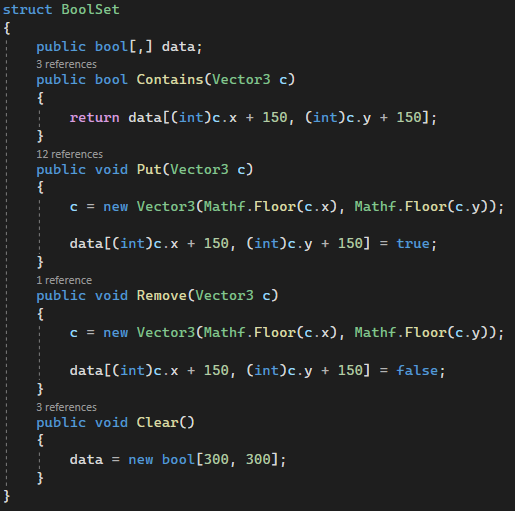 struct BoolSet
{
public bool[,] data;
3 references
public bool Contains(Vector3 c)
{
return data[(int)c.x + 150, (int)c.y + 150];
}
12 references
public void Put(Vector3 c)
{
c = new Vector3(Mathf.Floor(c.x), Mathf.Floor(c.y));
data[(int)c.x + 150, (int)c.y + 150] = true;
}
1 reference
public void Remove(Vector3 c)
{
c = new Vector3(Mathf.Floor(c.x), Mathf.Floor(c.y));
data[(int)c.x + 150, (int)c.y + 150] = false;
}
3 references
public void Clear()
{
data = new bool[300, 300];
}
}